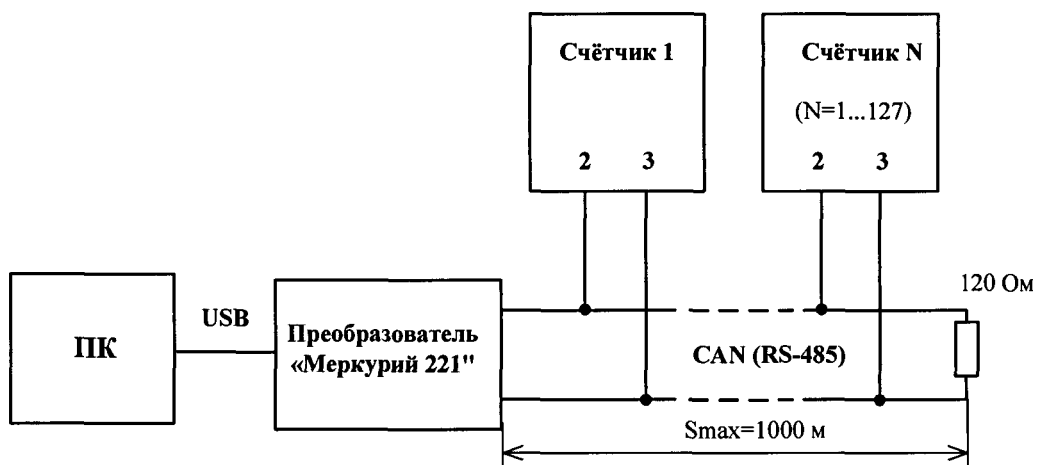 Счётчик 1
2 3
Счётчик N
(N=1...127)
2 3
120 Ом
ПК
USB
Преобразователь
«Меркурий 221"
CAN (RS-485)
Smax=1000 м